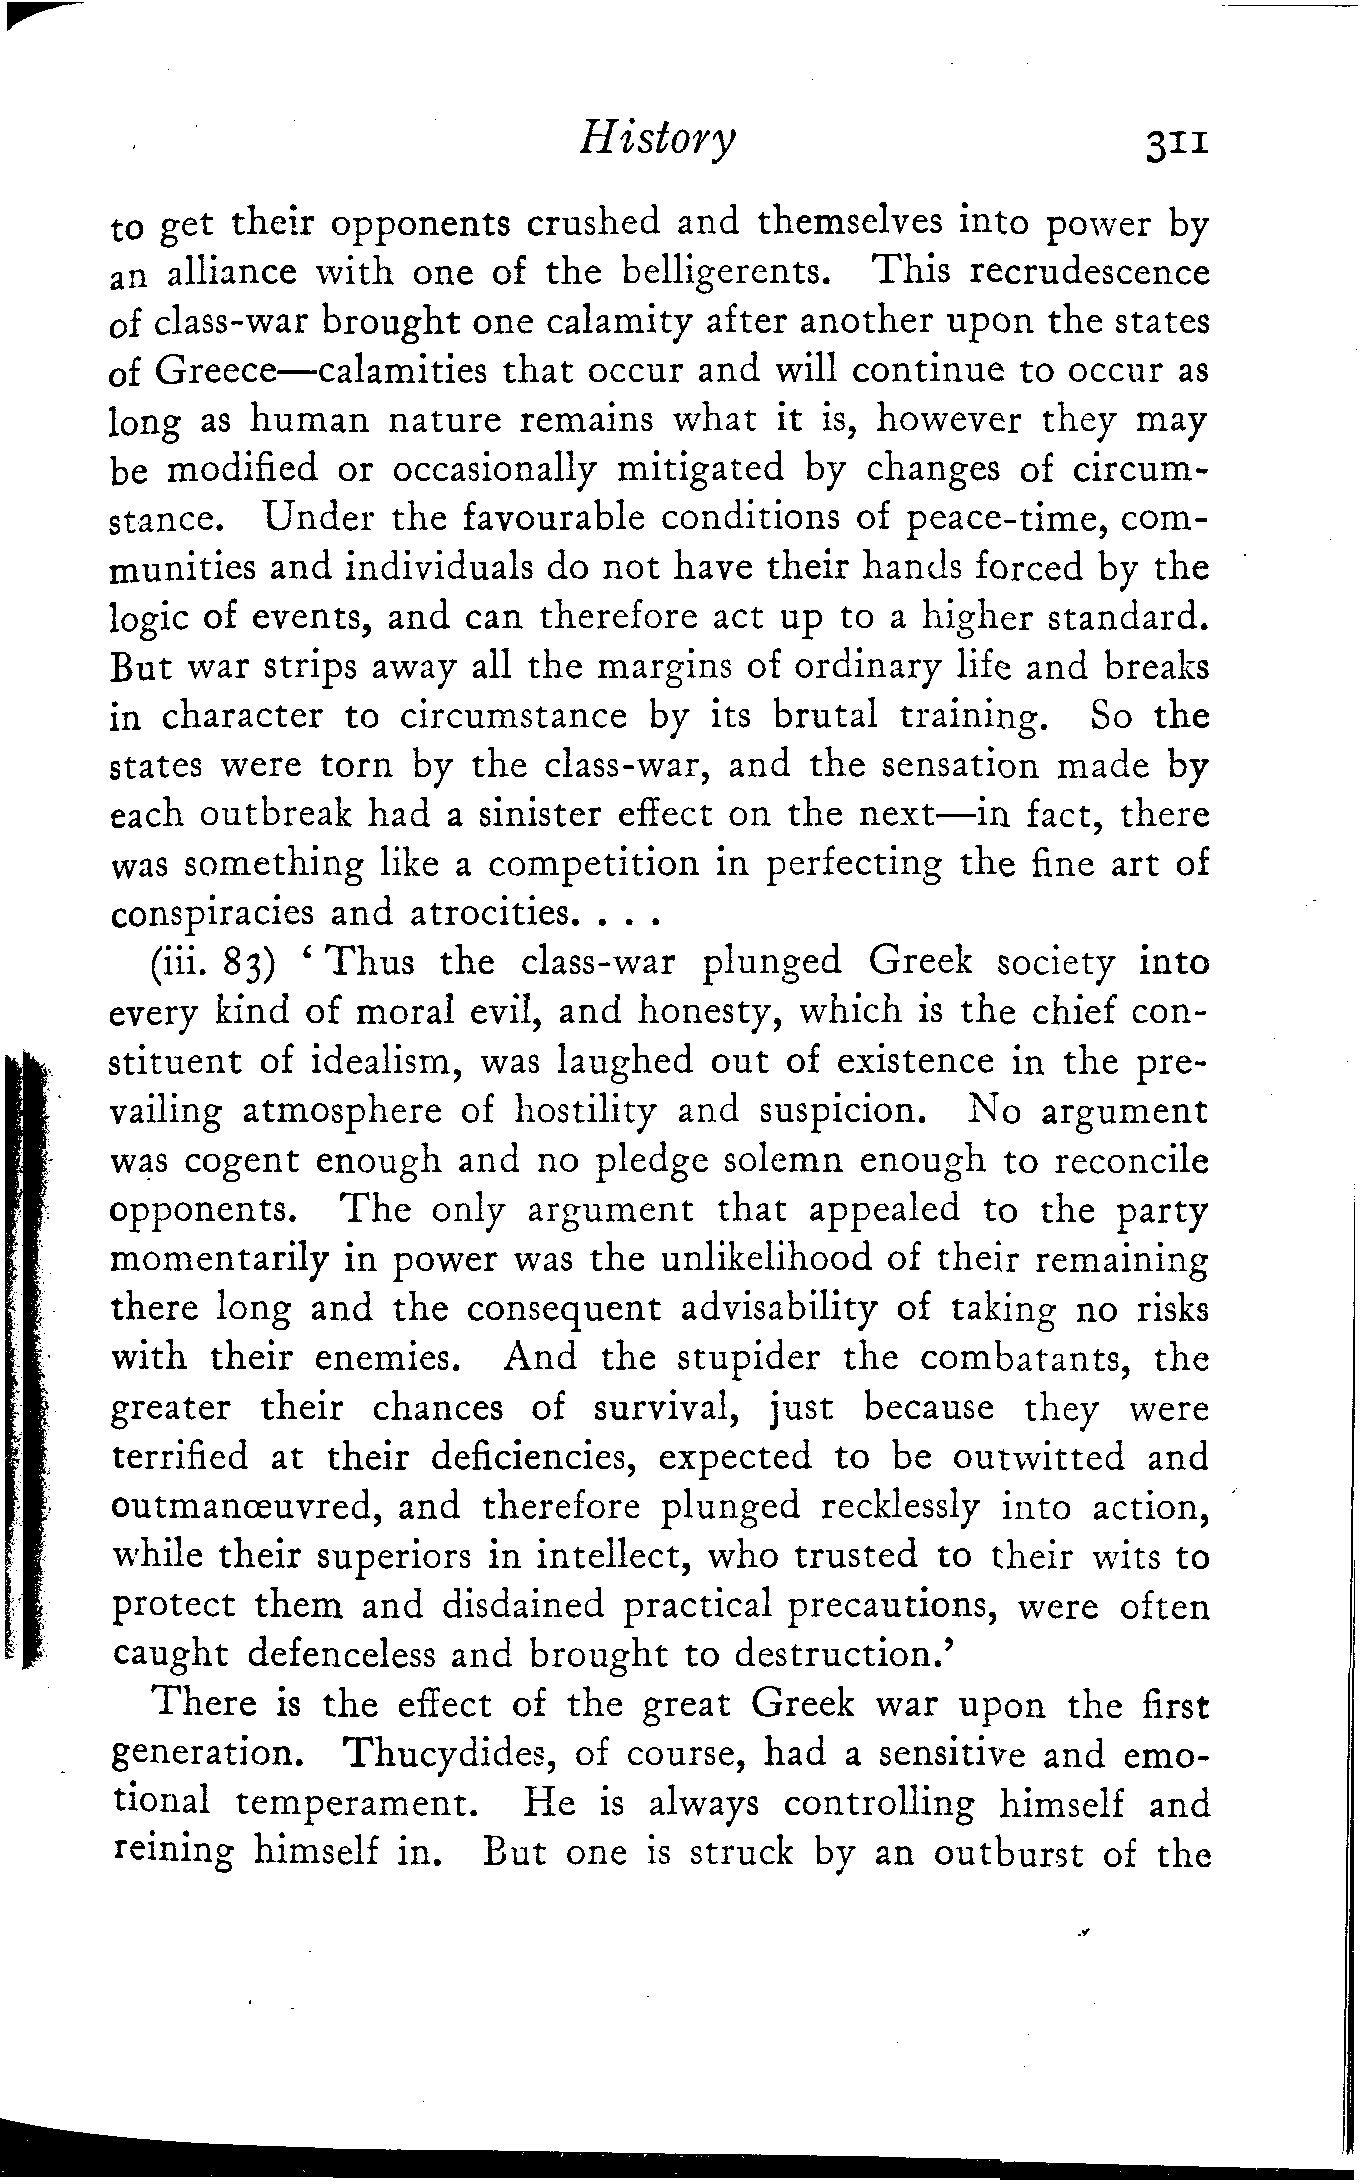 History 311
to get their opponents crushed and themselves into power by
an alliance with one of the belligerents. This recrudescence
of class-war brought one calamity after another upon the states
of Greece—calamities that occur and will continue to occur as
long as human nature remains what it is, however they may
be modified or occasionally mitigated by changes of circum-
stance. Under the favourable conditions of peace-time, com-
munities and individuals do not have their hands forced by the
logic of events, and can therefore act up to a higher standard.
But war strips away all the margins of ordinary life and breaks
in character to circumstance by its brutal training. So the
states were torn by the class-war, and the sensation made by
each outbreak had a sinister effect on the next—in fact, there
was something like a competition in perfecting the fine art of
conspiracies and atrocities. . . .
(iii. 83) ‘ Thus the class-war plunged Greek society into
every kind of moral evil, and honesty, which is the chief con-
stituent of idealism, was laughed out of existence in the pre-
vailing atmosphere of hostility and suspicion. No argument
was cogent enough and no pledge solemn enough to reconcile
opponents. The only argument that appealed to the party
momentarily in power was the unlikelihood of their remaining
there long and the consequent advisability of taking no risks
with their enemies. And the stupider the combatants, the
greater their chances of survival, just because they were
terrified at their deficiencies, expected to be outwitted and
outmanœuvred, and therefore plunged recklessly into action,
while their superiors in intellect, who trusted to their wits to
protect them and disdained practical precautions, were often
caught defenceless and brought to destruction.’
There is the effect of the great Greek war upon the first
generation. Thucydides, of course, had a sensitive and emo-
tional temperament. He is always controlling himself and
reining himself in. But one is struck by an outburst of the